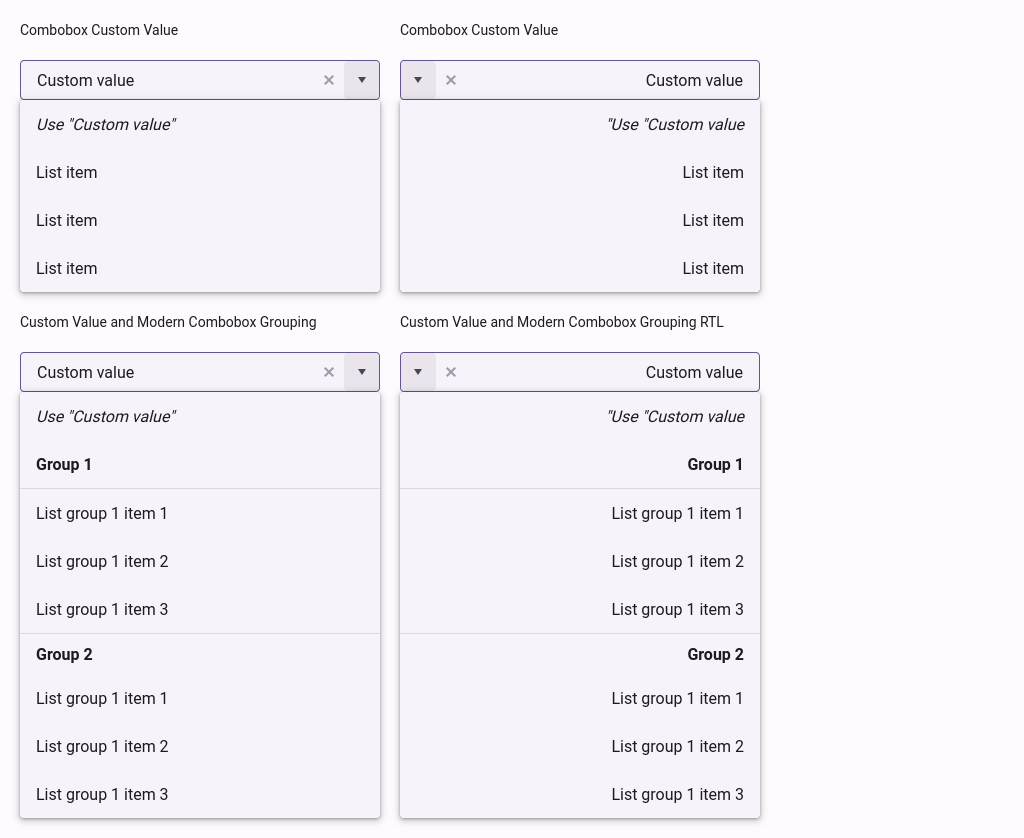 Combobox Custom Value
Custom value
Use "Custom value"
List item
List item
List item
Combobox Custom Value
Custom value
"Use "Custom value
List item
List item
List item
Custom Value and Modern Combobox Grouping
Custom value
Use "Custom value"
Group 1
List group 1 item 1
List group 1 item 2
List group 1 item 3
Group 2
List group 1 item 1
List group 1 item 2
List group 1 item 3
Custom Value and Modern Combobox Grouping RTL
Custom value
"Use "Custom value
Group 1
List group 1 item 1
List group 1 item 2
List group 1 item 3
Group 2
List group 1 item 1
List group 1 item 2
List group 1 item 3